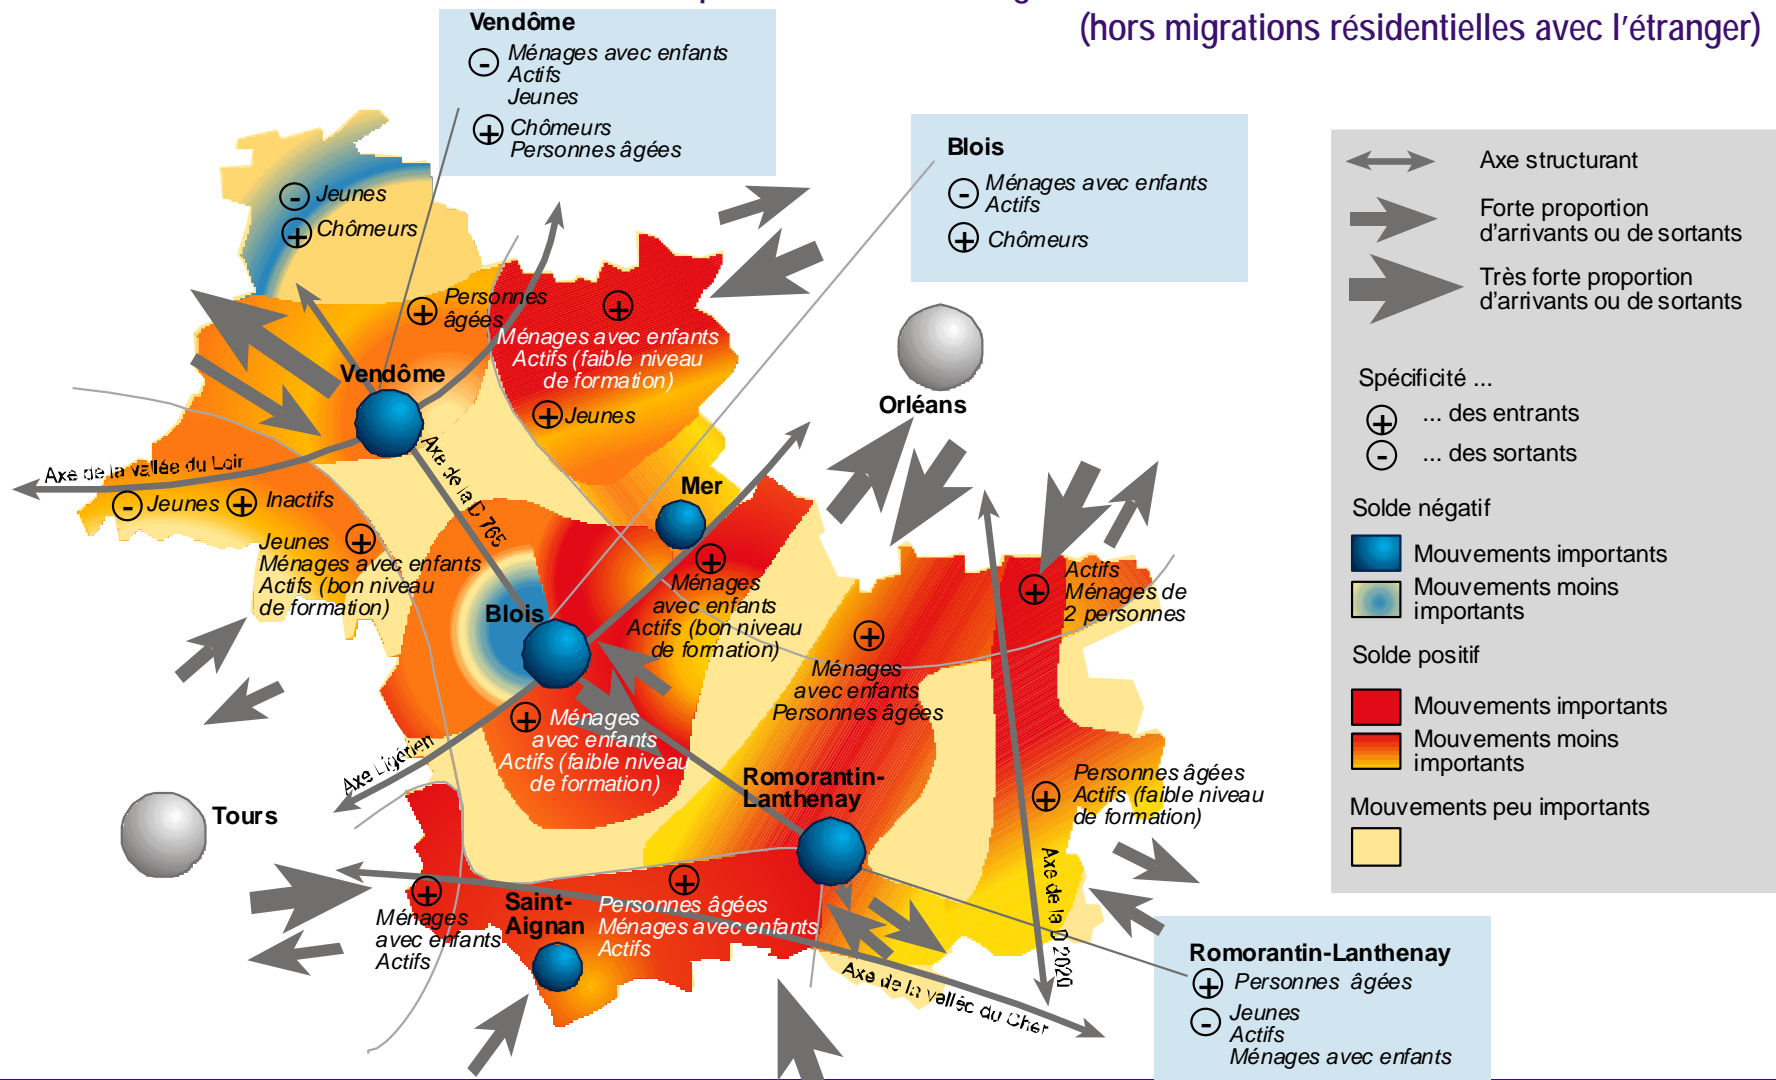 (hors migrations résidentielles avec l'étranger)
Vendôme
- Ménages avec enfants
Actifs
Jeunes
+ Chômeurs
Personnes âgées
Blois
- Ménages avec enfants
Actifs
+ Chômeurs
Axe structurant
Forte proportion
d'arrivants ou de sortants
Très forte proportion
d'arrivants ou de sortants
Spécificité ...
+ ... des entrants
- ... des sortants
Solde négatif
Mouvements importants
Mouvements moins
importants
Solde positif
Mouvements importants
Mouvements moins
importants
Mouvements peu importants
- Jeunes
+ Chômeurs
+ Personnes
âgées
+
Ménages avec enfants
Actifs (faible niveau
de formation)
+ Jeunes
Vendôme
Orléans
Axe de la vallée du Loir
Axe de la D 765
- Jeunes
+ Inactifs
Mer
+
Jeunes
Ménages avec enfants
Actifs (bon niveau
de formation)
Blois
+
Ménages
avec enfants
Actifs (bon niveau
de formation)
+
Actifs
Ménages de
2 personnes
+
Ménages
avec enfants
Personnes âgées
+ Ménages
avec enfants
Actifs (faible niveau
de formation)
Axe Ligérien
Tours
Romorantin-
Lanthenay
+
Personnes âgées
Actifs (faible niveau
de formation)
Axe de la D 2020
+
Ménages
avec enfants
Actifs
Saint-
Aignan
+
Personnes âgées
Ménages avec enfants
Actifs
Axe de la vallée du Cher
Romorantin-Lanthenay
+ Personnes âgées
- Jeunes
Actifs
Ménages avec enfants